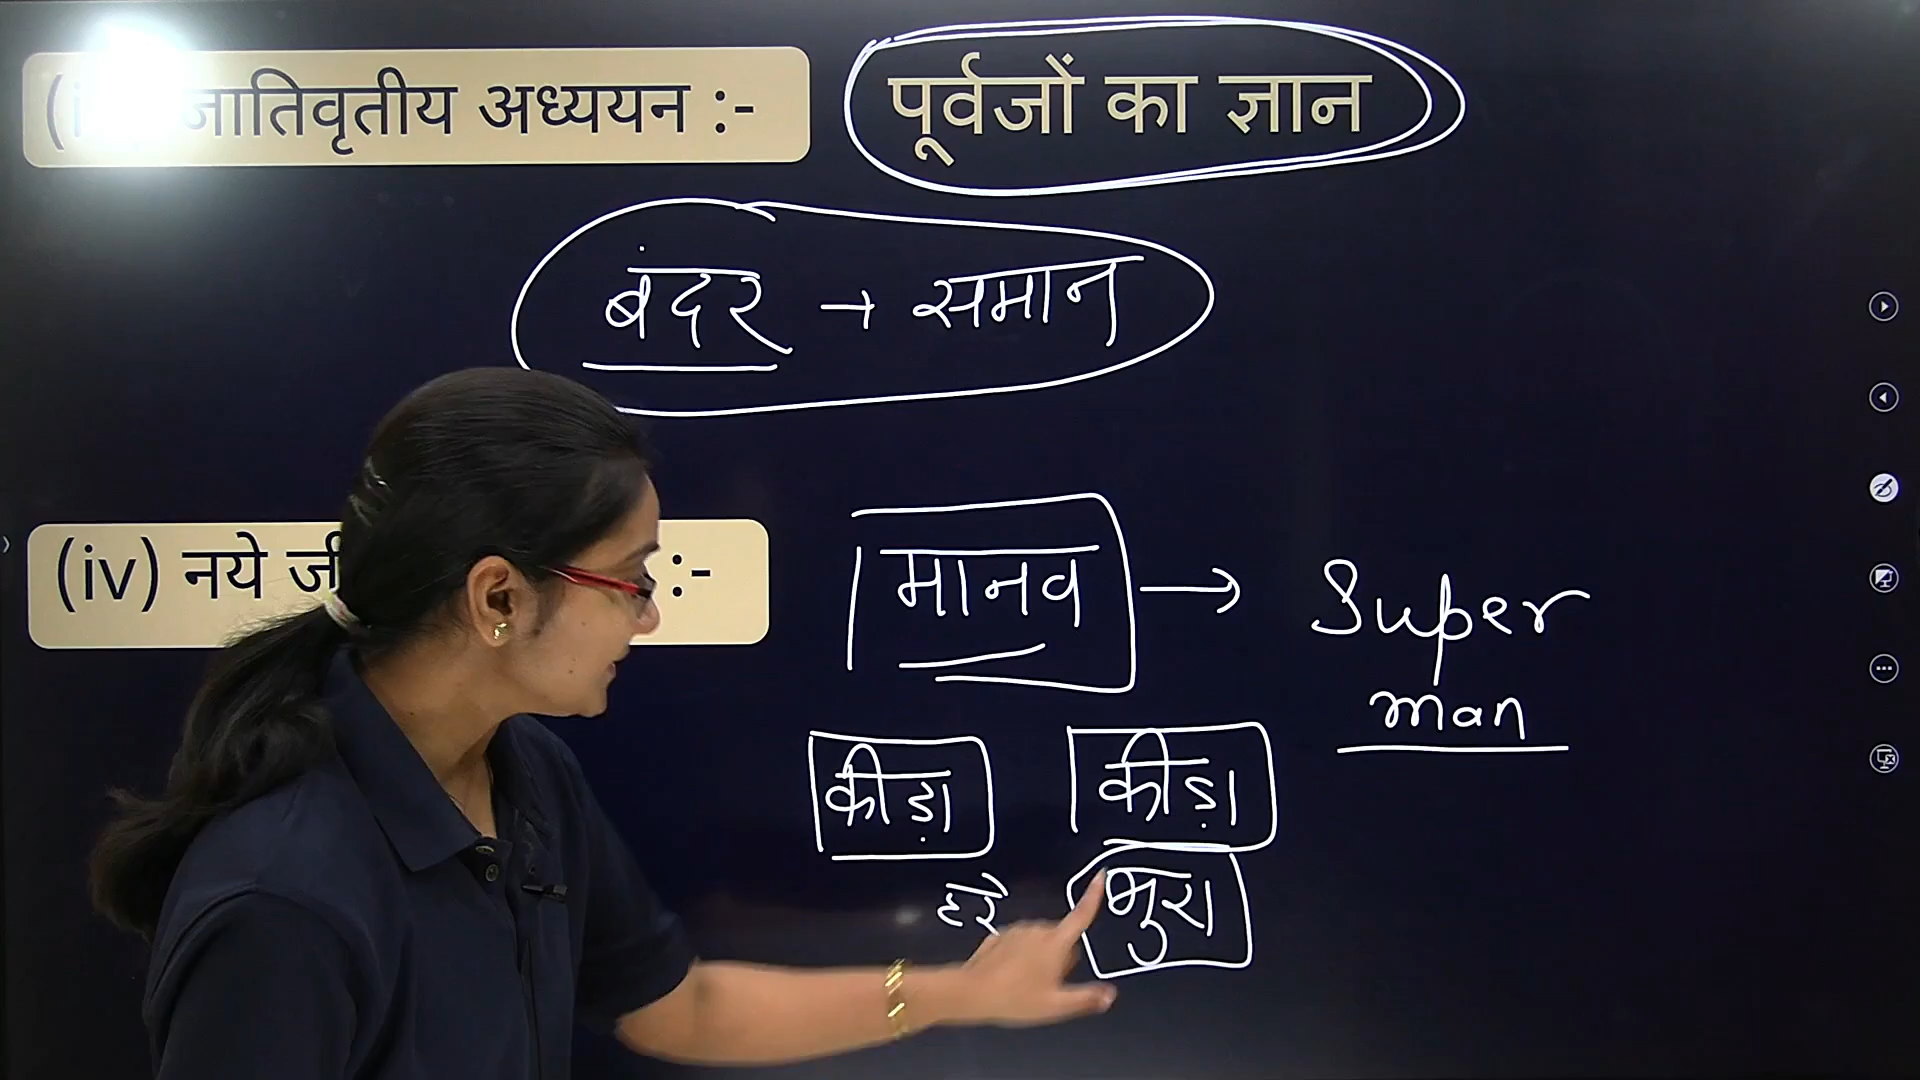 जातिवृतीय अध्ययन :- पूर्वजों का ज्ञान
बंदर → समान
(iv) नये :- मानव → Super
man
कीड़ा कीड़ा
हरे भुरा